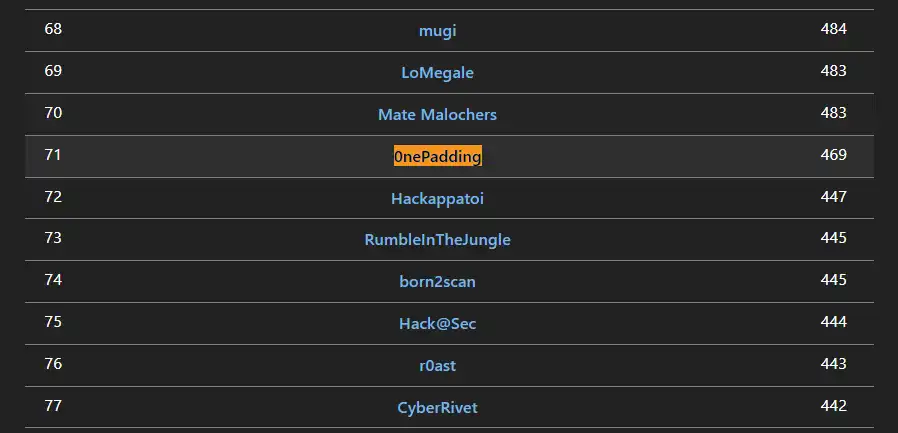 68 mugi 484
69 LoMegale 483
70 Mate Malochers 483
71 0nePadding 469
72 Hackappatoi 447
73 RumbleInTheJungle 445
74 born2scan 445
75 Hack@Sec 444
76 r0ast 443
77 CyberRivet 442